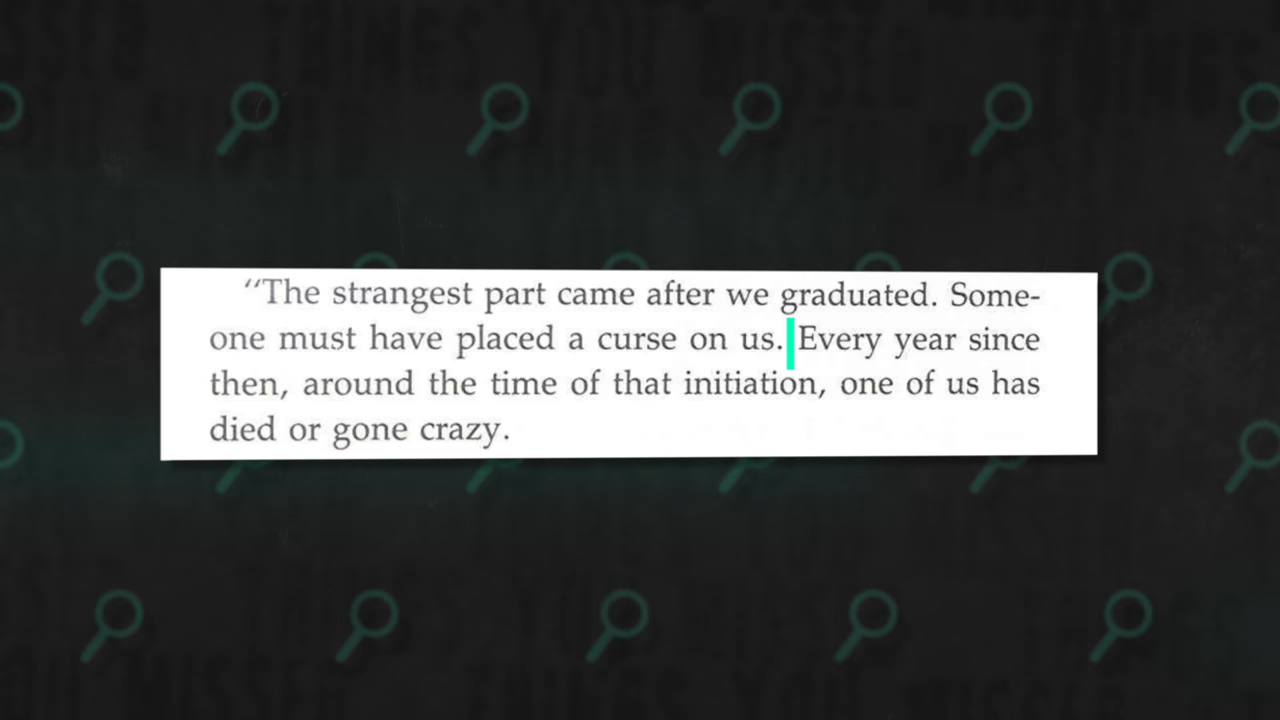 “The strangest part came after we graduated. Some-
one must have placed a curse on us. Every year since
then, around the time of that initiation, one of us has
died or gone crazy.